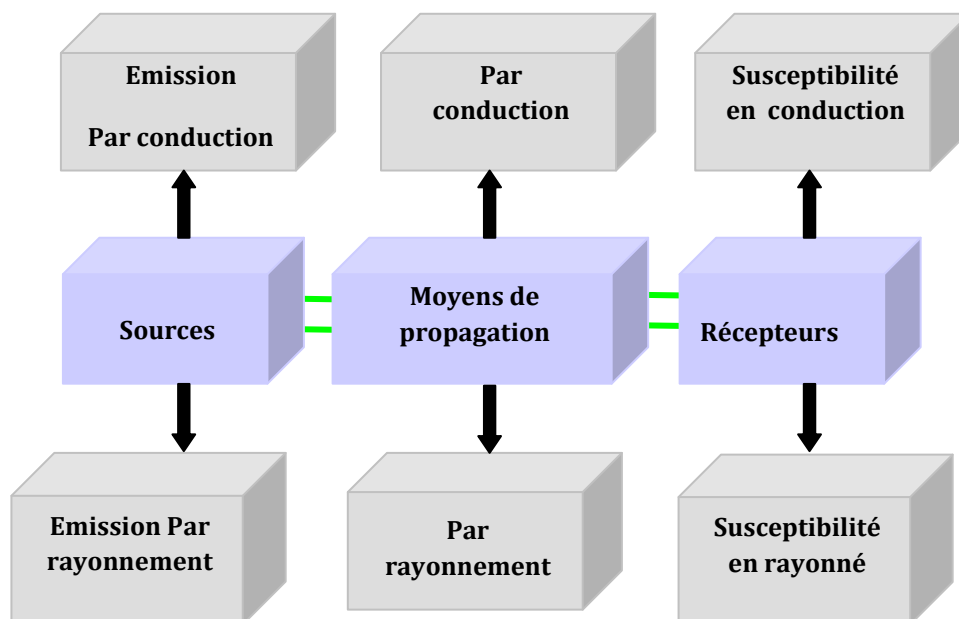 Emission
Par conduction
Par
conduction
Susceptibilité
en conduction
Sources
Moyens de
propagation
Récepteurs
Emission Par
rayonnement
Par
rayonnement
Susceptibilité
en rayonné